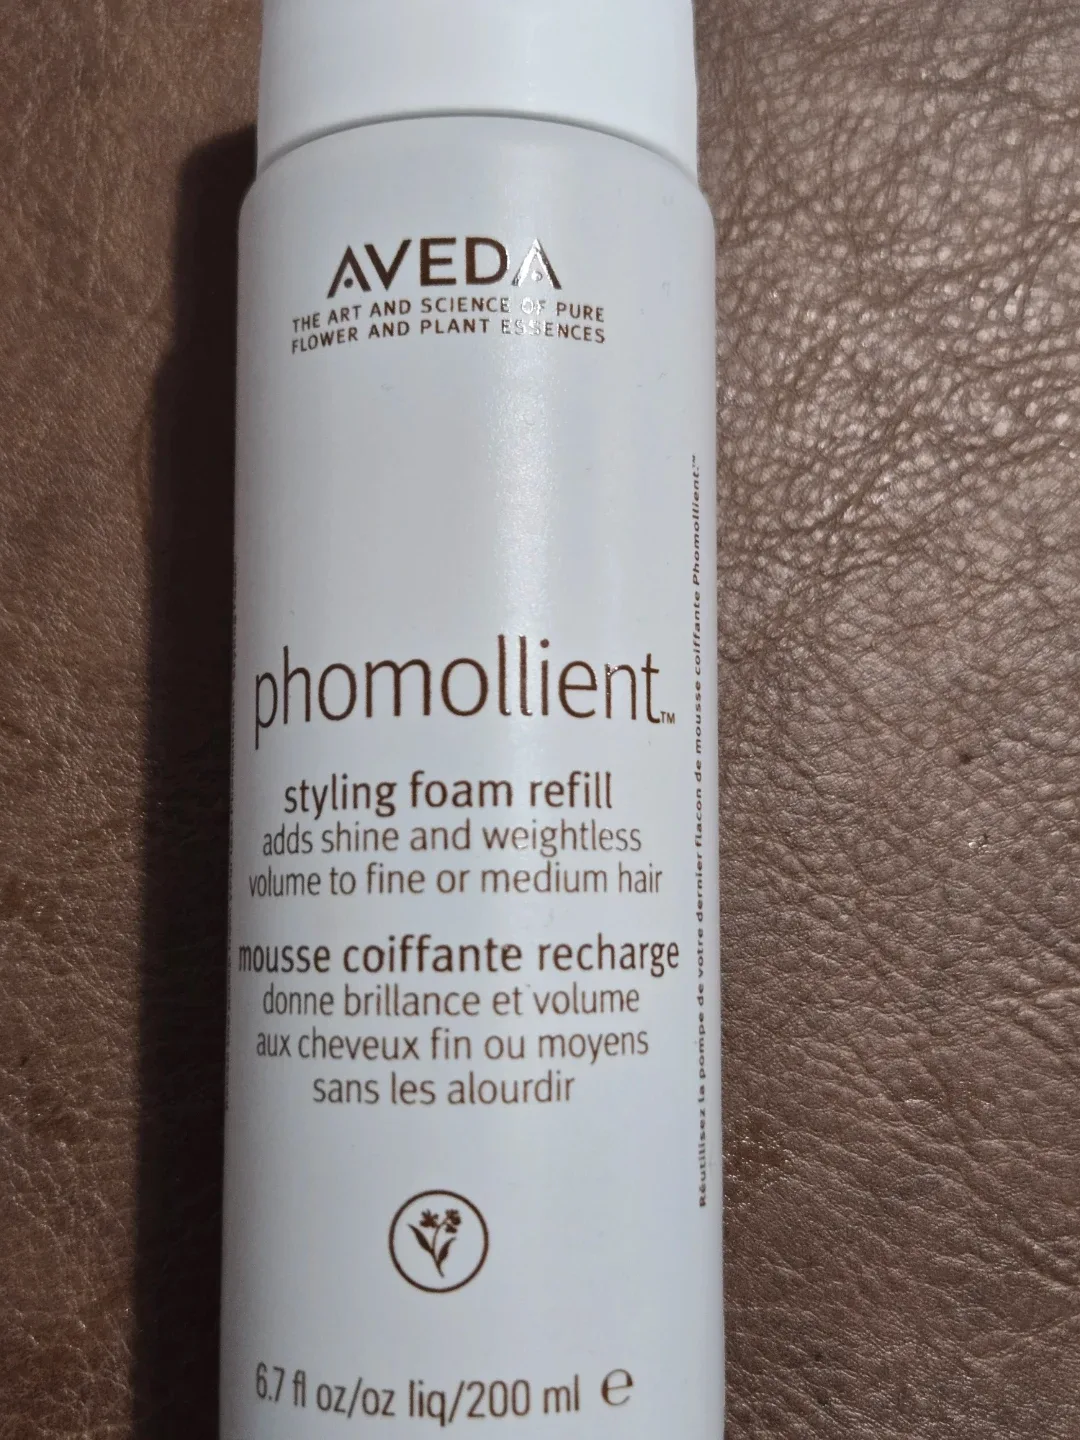 AVEDA
THE ART AND SCIENCE OF PURE
FLOWER AND PLANT ESSENCES
phomollient™
styling foam refill
adds shine and weightless
volume to fine or medium hair
mousse coiffante recharge
donne brillance et volume
aux cheveux fin ou moyens
sans les alourdir
6.7 fl oz/oz liq/200 ml ℮
Réutilisez la pompe de votre dernier flacon de mousse coiffante Phomollient.™